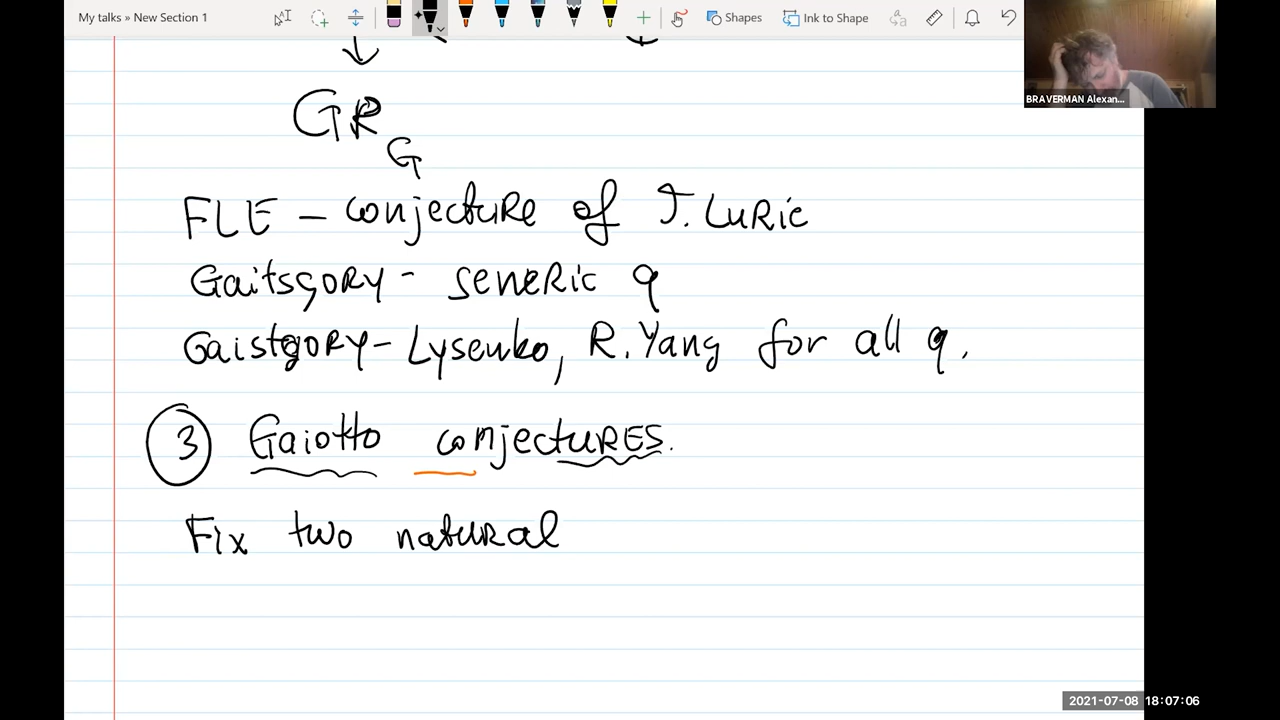 My talks » New Section 1
Shapes
Ink to Shape
BRAVERMAN Alexan...
GR
G
FLE - conjecture of J. Lurie
Gaitsgory - generic q
Gaistgory - Lysenko, R. Yang for all q.
3 Gaiotto conjectures.
Fix two natural
2021-07-08 18:07:06